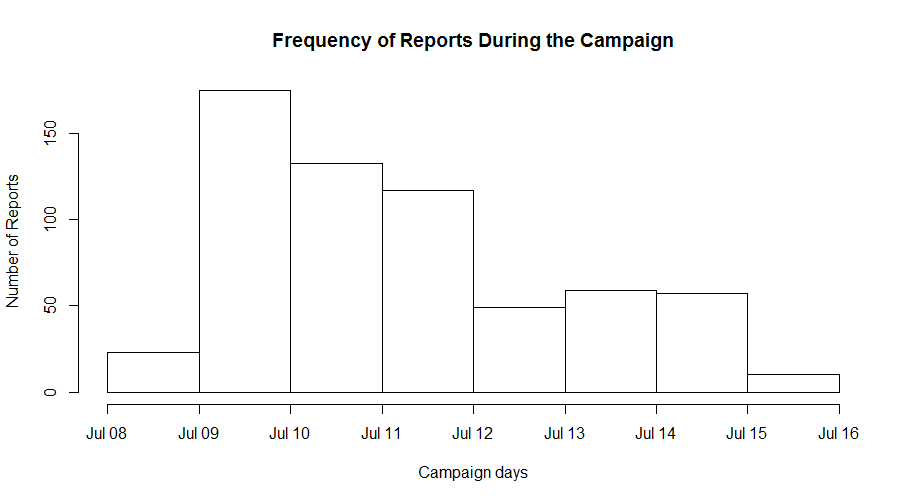 Frequency of Reports During the Campaign
Number of Reports
150
100
50
0
Jul 08 Jul 09 Jul 10 Jul 11 Jul 12 Jul 13 Jul 14 Jul 15 Jul 16
Campaign days